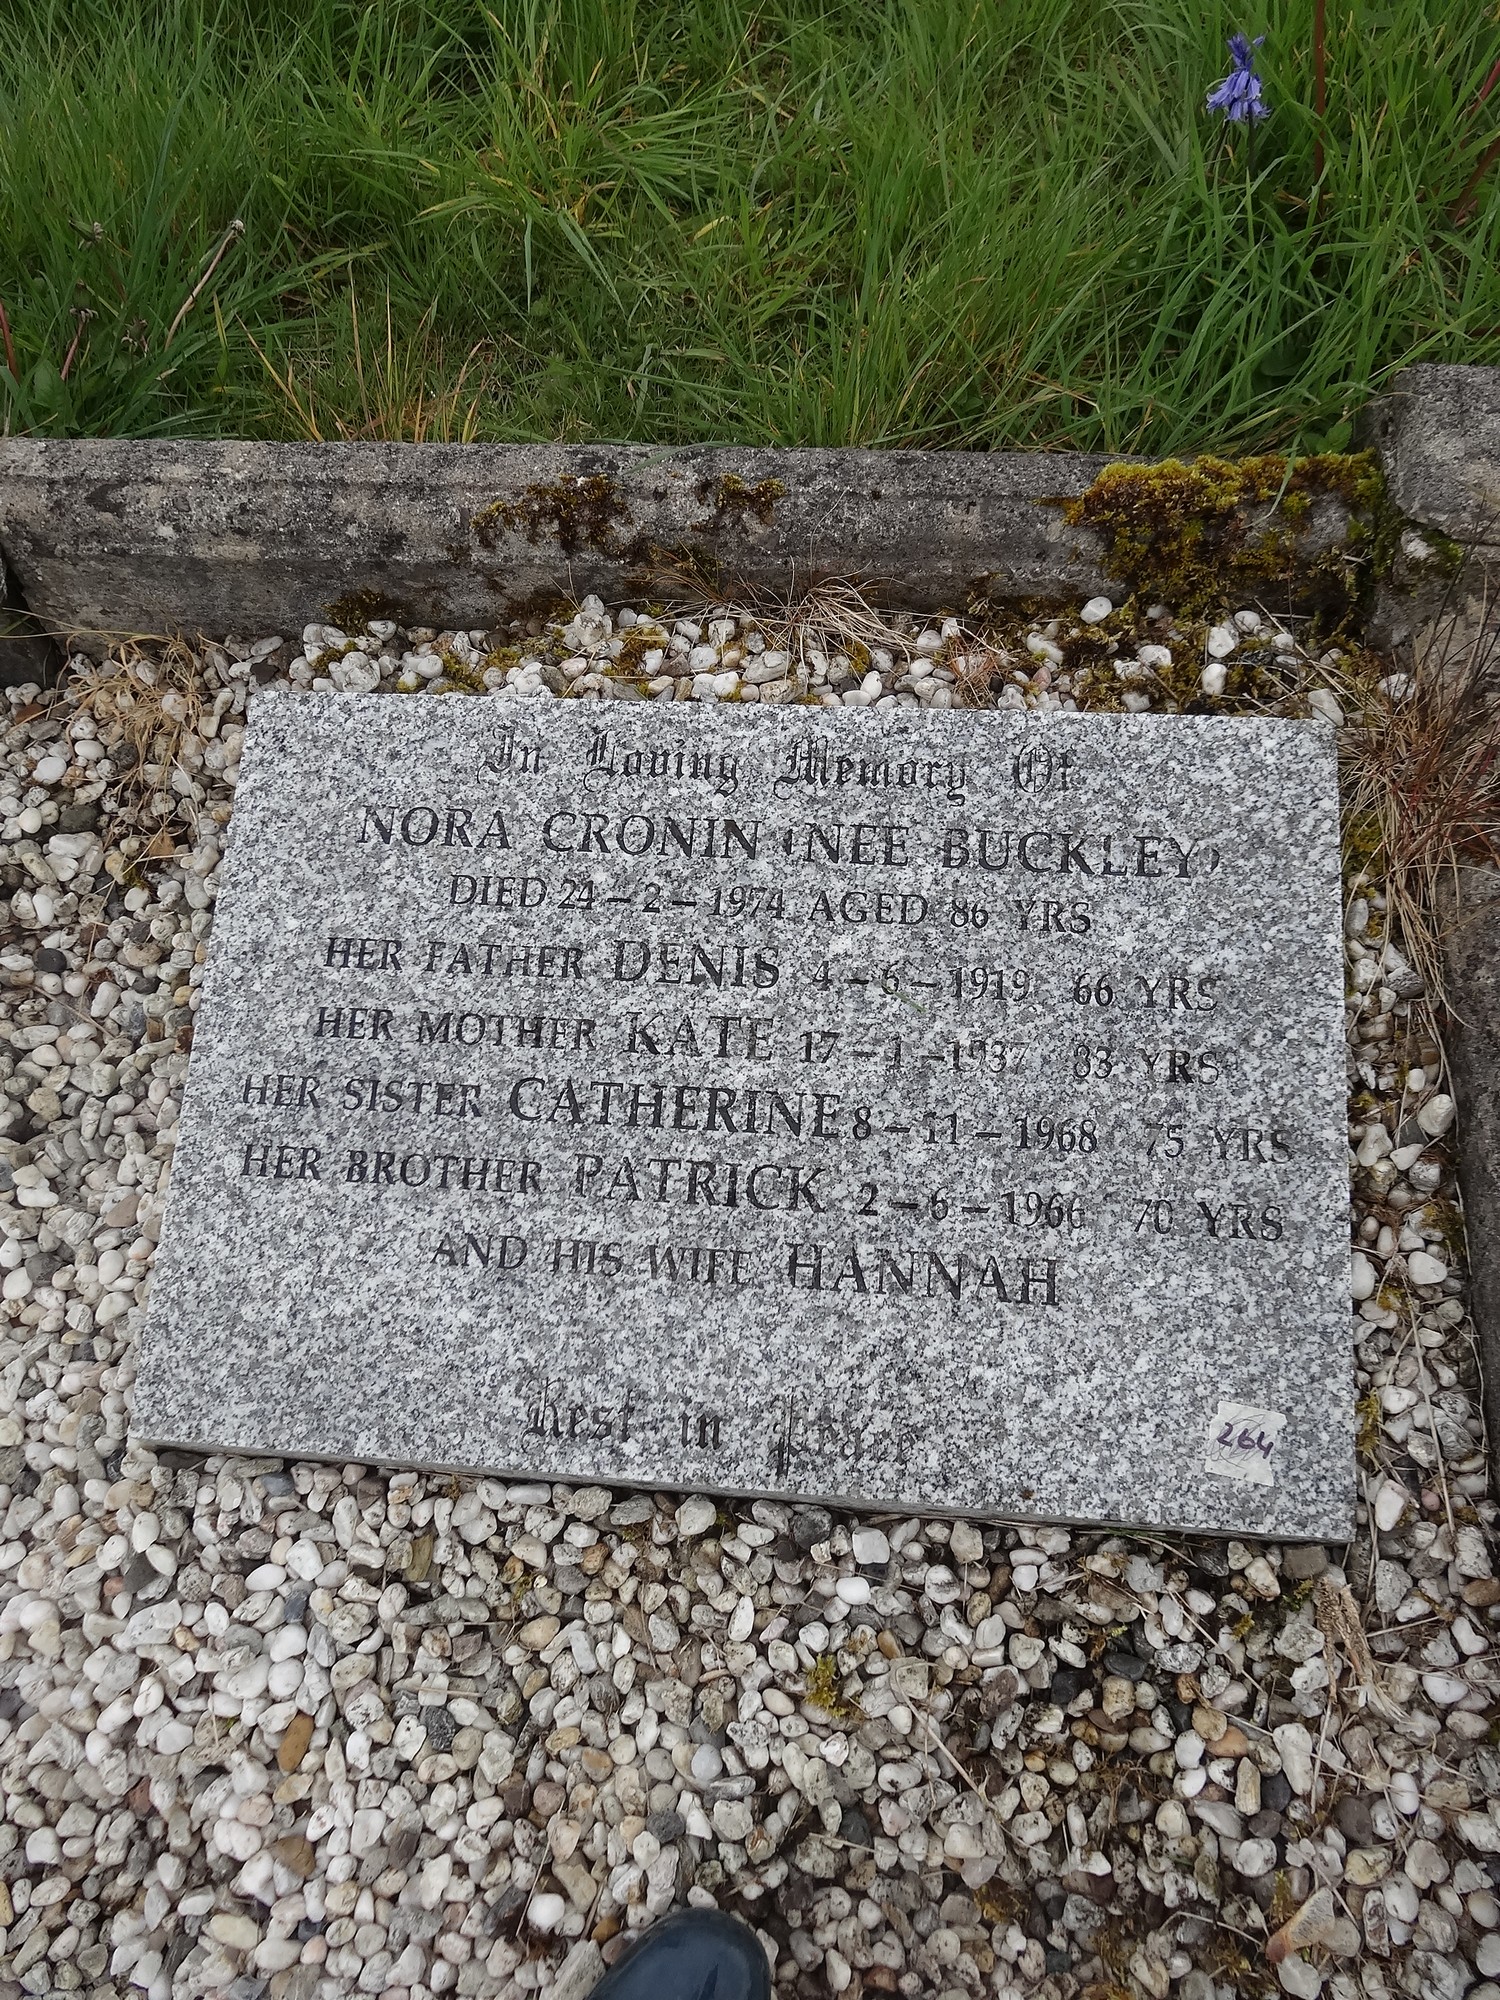 In Loving Memory Of
NORA CRONIN (NEE BUCKLEY)
DIED 24-2-1974 AGED 86 YRS
HER FATHER DENIS 4-6-1919 66 YRS
HER MOTHER KATE 17-1-1937 83 YRS
HER SISTER CATHERINE 8-11-1968 75 YRS
HER BROTHER PATRICK 2-6-1966 70 YRS
AND HIS WIFE HANNAH
Rest in Peace
264